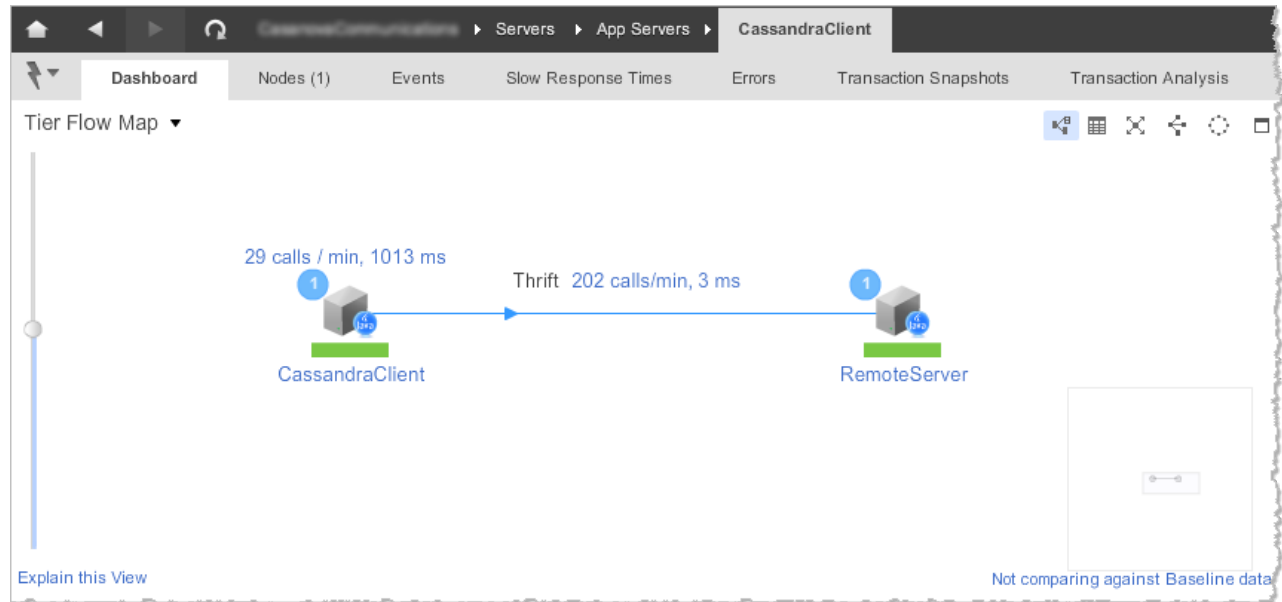 Servers App Servers CassandraClient
Dashboard Nodes (1) Events Slow Response Times Errors Transaction Snapshots Transaction Analysis
Tier Flow Map
29 calls / min, 1013 ms
Thrift 202 calls/min, 3 ms
1 1
CassandraClient RemoteServer
Explain this View Not comparing against Baseline data